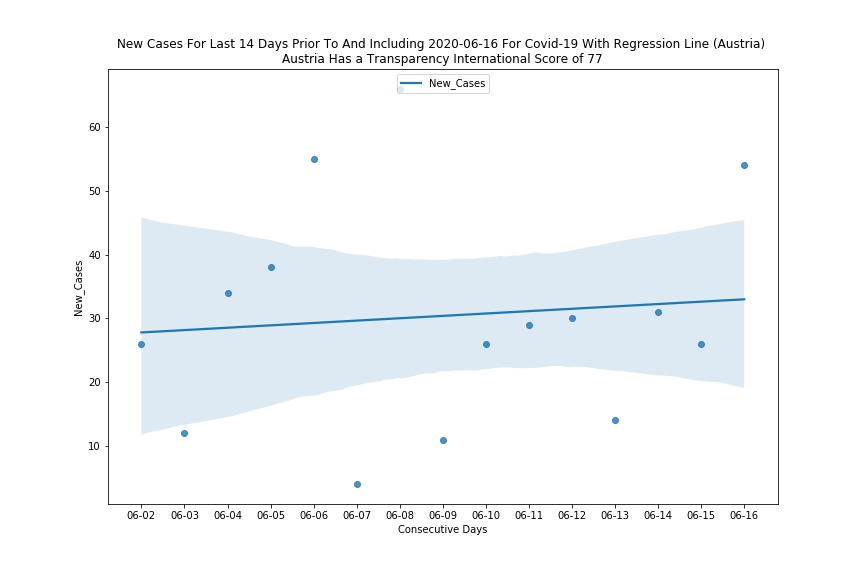 New Cases For Last 14 Days Prior To And Including 2020-06-16 For Covid-19 With Regression Line (Austria)
Austria Has a Transparency International Score of 77
New_Cases
60
50
40
30
20
10
New_Cases
06-02 06-03 06-04 06-05 06-06 06-07 06-08 06-09 06-10 06-11 06-12 06-13 06-14 06-15 06-16
Consecutive Days